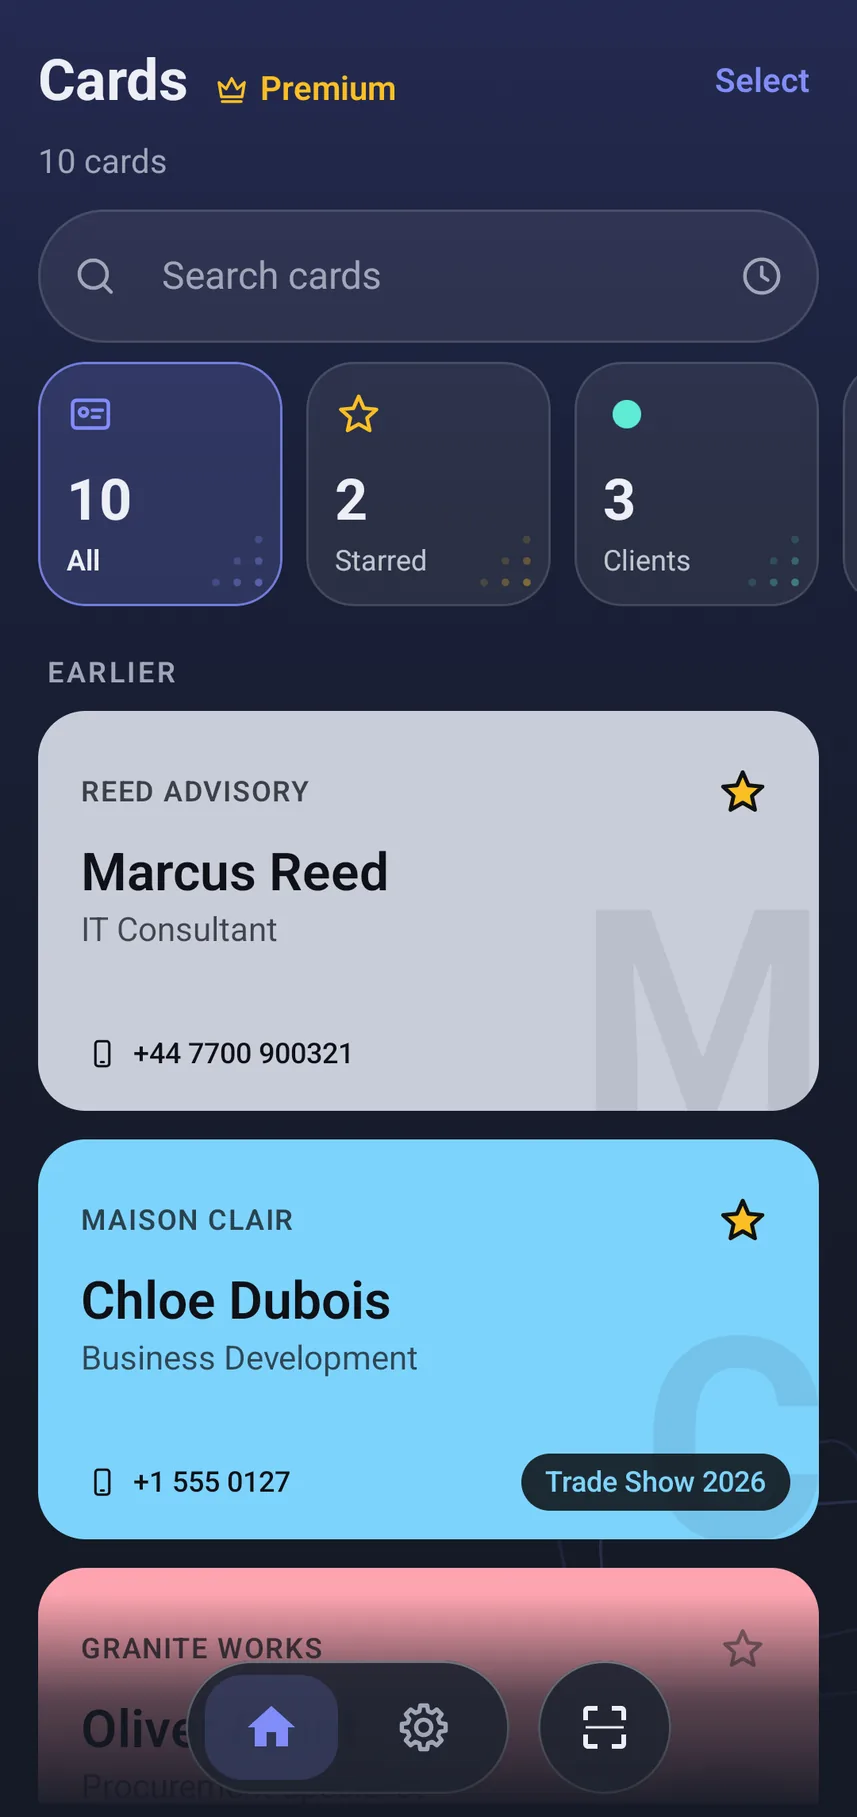 Cards
Premium
Select
10 cards
Search cards
10
All
2
Starred
3
Clients
EARLIER
REED ADVISORY
Marcus Reed
IT Consultant
M
+44 7700 900321
MAISON CLAIR
Chloe Dubois
Business Development
C
+1 555 0127
Trade Show 2026
GRANITE WORKS